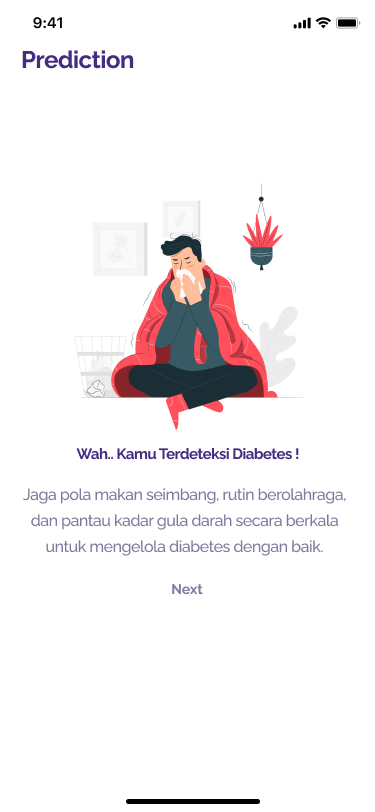 9:41
Prediction
Wah.. Kamu Terdeteksi Diabetes !
Jaga pola makan seimbang, rutin berolahraga,
dan pantau kadar gula darah secara berkala
untuk mengelola diabetes dengan baik.
Next